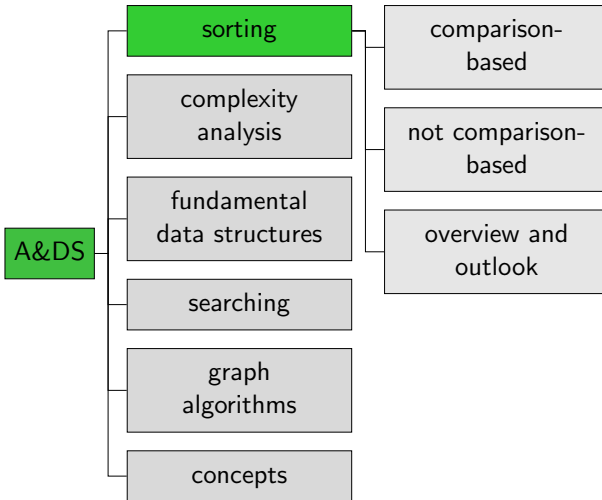 A&DS
sorting
complexity
analysis
fundamental
data structures
searching
graph
algorithms
concepts
comparison-
based
not comparison-
based
overview and
outlook